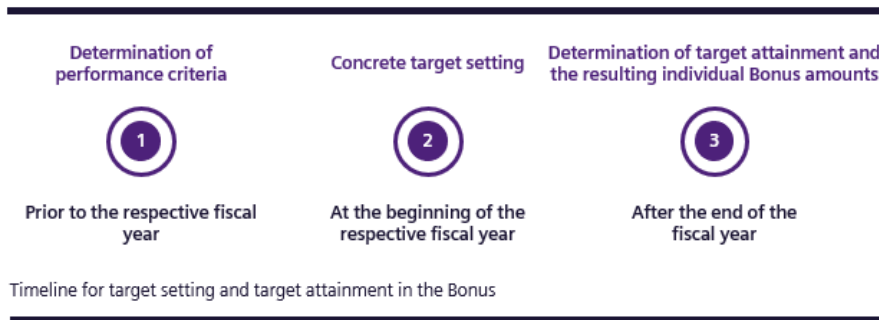 Determination of
performance criteria
Concrete target setting
Determination of target attainment and
the resulting individual Bonus amounts
1
2
3
Prior to the respective fiscal
year
At the beginning of the
respective fiscal year
After the end of the
fiscal year
Timeline for target setting and target attainment in the Bonus